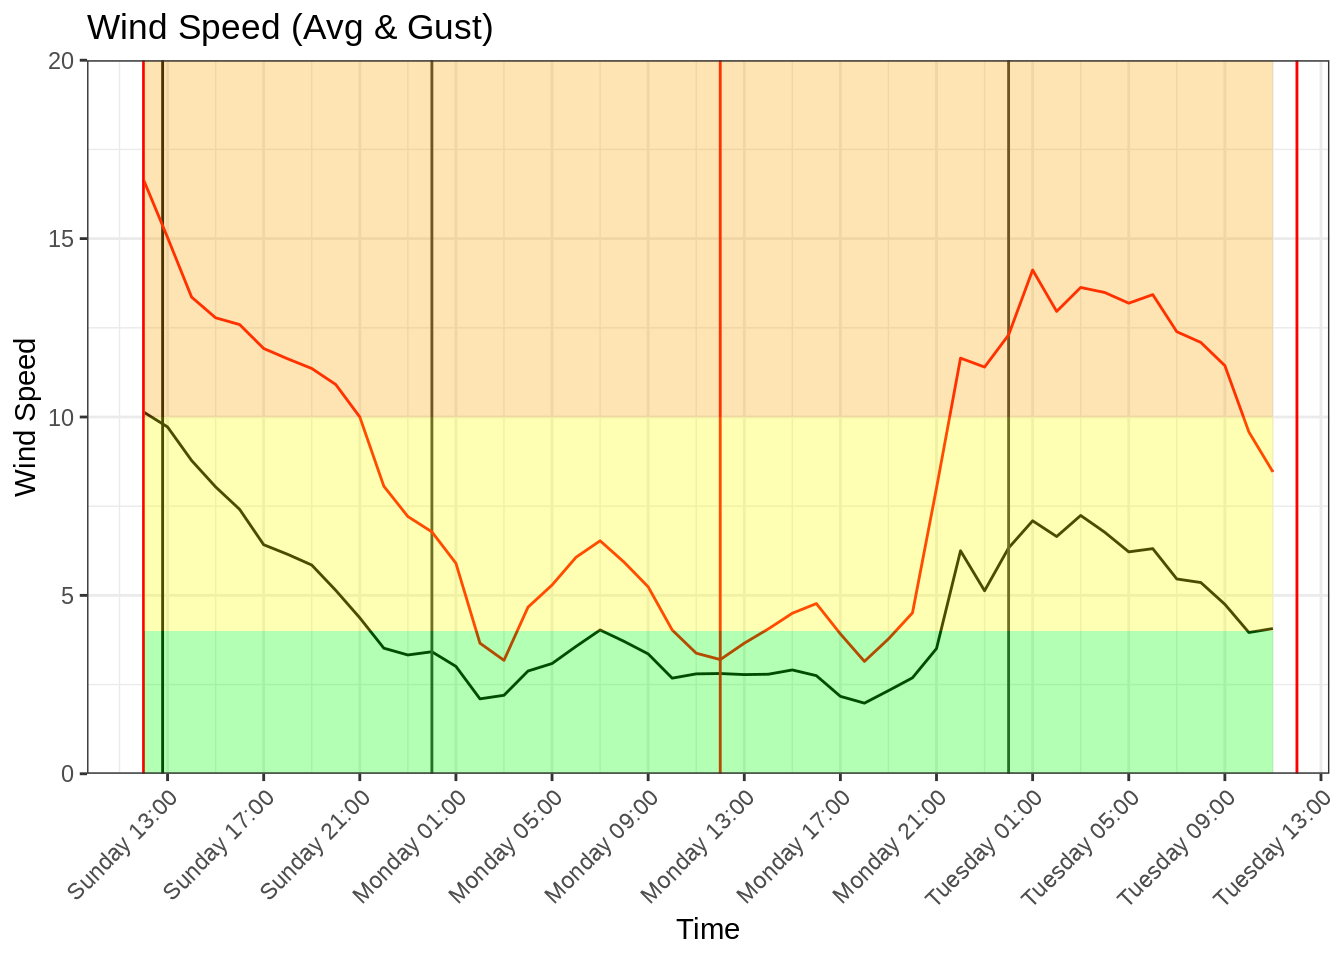 Wind Speed (Avg & Gust)
20
15
10
5
0
Wind Speed
Sunday 13:00
Sunday 17:00
Sunday 21:00
Monday 01:00
Monday 05:00
Monday 09:00
Monday 13:00
Monday 17:00
Monday 21:00
Tuesday 01:00
Tuesday 05:00
Tuesday 09:00
Tuesday 13:00
Time